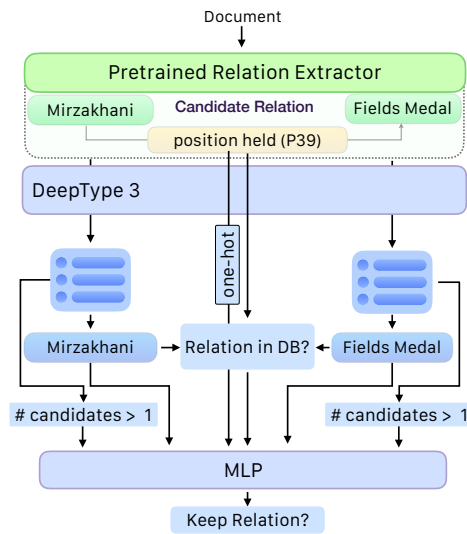 Document
Pretrained Relation Extractor
Mirzakhani
Candidate Relation
Fields Medal
position held (P39)
DeepType 3
one-hot
Mirzakhani
Relation in DB?
Fields Medal
# candidates > 1
# candidates > 1
MLP
Keep Relation?